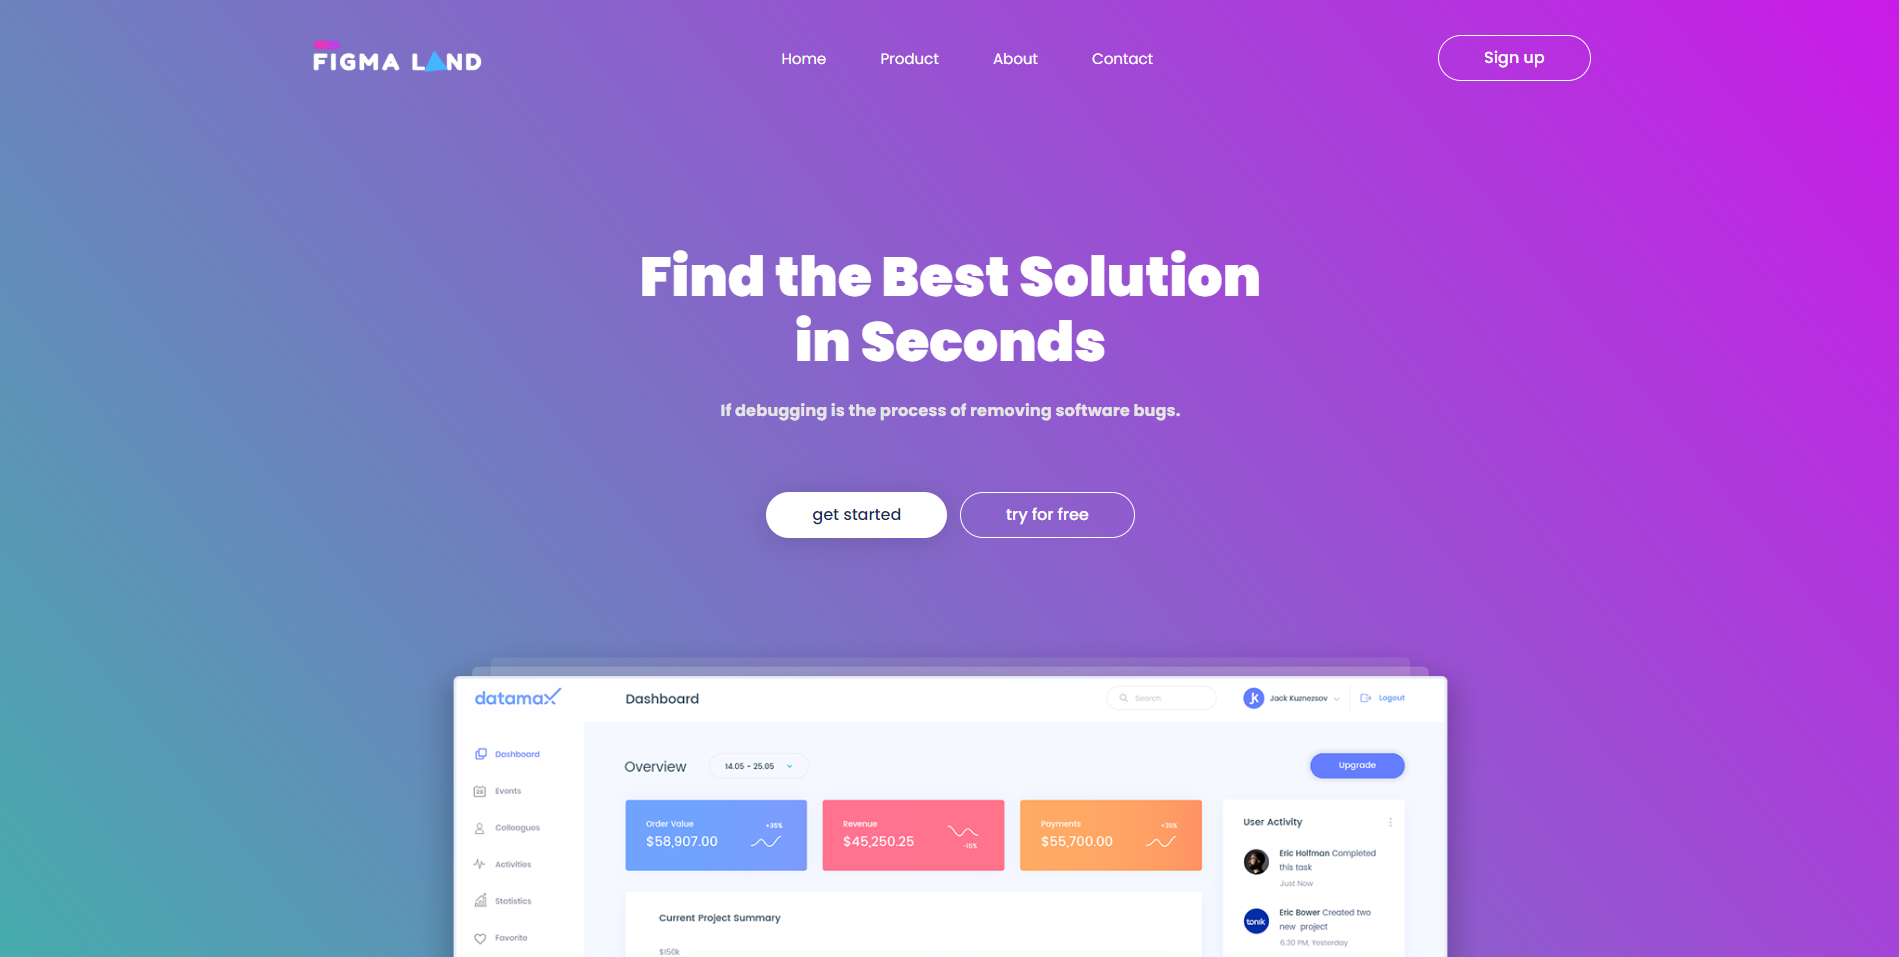 FIGMA LAND
Home
Product
About
Contact
Sign up
Find the Best Solution
in Seconds
If debugging is the process of removing software bugs.
get started
try for free
datamax
Dashboard
Search
jk
Jack Kuznezsov
Logout
Dashboard
Events
Colleagues
Activities
Statistics
Favorite
Overview
14.05 - 25.05
Upgrade
Order Value
+35%
$58,907.00
Revenue
$45,250.25
-15%
Payments
+35%
$55,700.00
Current Project Summary
$150k
User Activity
Eric Holfman Completed
this task
Just Now
tonik
Eric Bower Created two
new project
6.30 PM, Yesterday